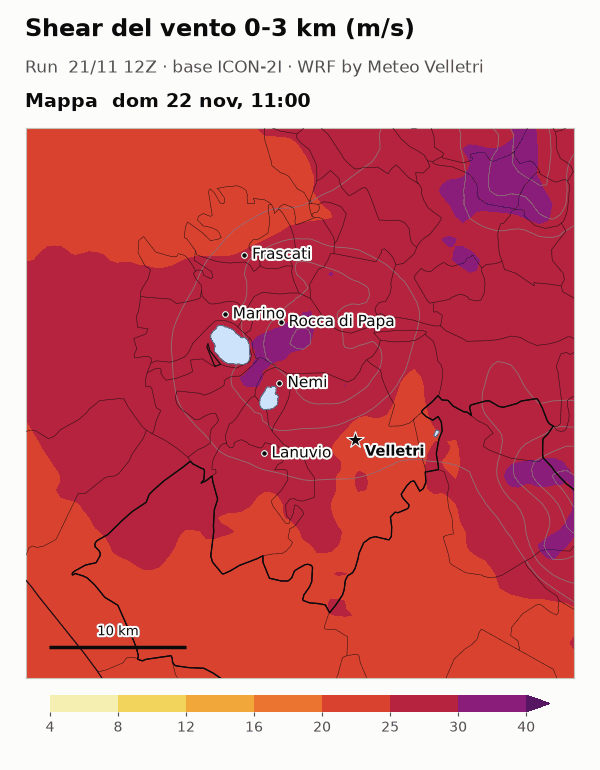 Shear del vento 0-3 km (m/s)
Run  21/11 12Z · base ICON-2I · WRF by Meteo Velletri
Mappa  dom 22 nov, 11:00
Frascati
Marino
Rocca di Papa
Nemi
Velletri
Lanuvio
10 km
4 8 12 16 20 25 30 40